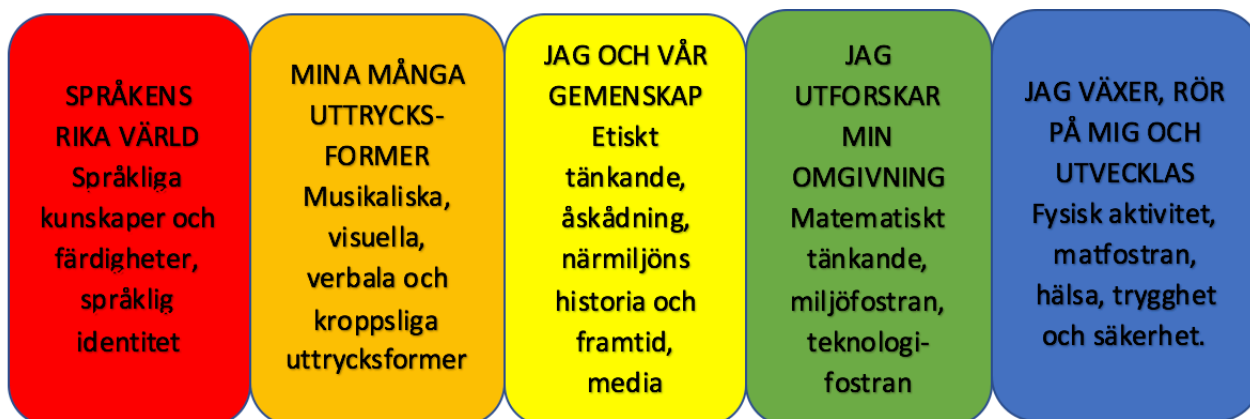 SPRÅKENS
RIKA VÄRLD
Språkliga
kunskaper och
färdigheter,
språklig
identitet
MINA MÅNGA
UTTRYCKS-
FORMER
Musikaliska,
visuella,
verbala och
kroppsliga
uttrycksformer
JAG OCH VÅR
GEMENSKAP
Etiskt
tänkande,
åskådning,
närmiljöns
historia och
framtid,
media
JAG
UTFORSKAR
MIN
OMGIVNING
Matematiskt
tänkande,
miljöfostran,
teknologi-
fostran
JAG VÄXER, RÖR
PÅ MIG OCH
UTVECKLAS
Fysisk aktivitet,
matfostran,
hälsa, trygghet
och säkerhet.